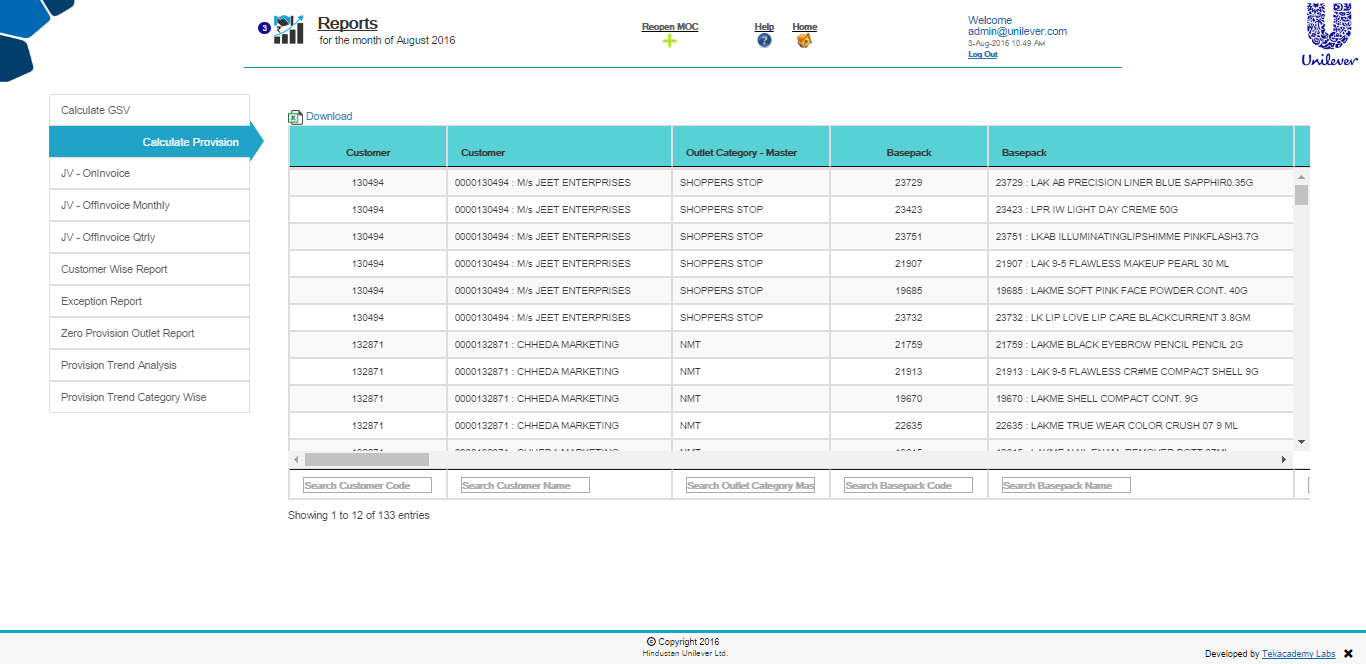 3
Reports
for the month of August 2016
Reopen MOC
Help
Home
Welcome
admin@unilever.com
3-Aug-2016 10.49 AM
Log Out
Unilever
Calculate GSV
Calculate Provision
JV - OnInvoice
JV - OffInvoice Monthly
JV - OffInvoice Qtrly
Customer Wise Report
Exception Report
Zero Provision Outlet Report
Provision Trend Analysis
Provision Trend Category Wise
Download
Customer Customer Outlet Category - Master Basepack Basepack
130494 0000130494 : M/s JEET ENTERPRISES SHOPPERS STOP 23729 23729 : LAK AB PRECISION LINER BLUE SAPPHIR0.35G
130494 0000130494 : M/s JEET ENTERPRISES SHOPPERS STOP 23423 23423 : LPR IW LIGHT DAY CREME 50G
130494 0000130494 : M/s JEET ENTERPRISES SHOPPERS STOP 23751 23751 : LKAB ILLUMINATINGLIPSHIMME PINKFLASH3.7G
130494 0000130494 : M/s JEET ENTERPRISES SHOPPERS STOP 21907 21907 : LAK 9-5 FLAWLESS MAKEUP PEARL 30 ML
130494 0000130494 : M/s JEET ENTERPRISES SHOPPERS STOP 19685 19685 : LAKME SOFT PINK FACE POWDER CONT. 40G
130494 0000130494 : M/s JEET ENTERPRISES SHOPPERS STOP 23732 23732 : LK LIP LOVE LIP CARE BLACKCURRENT 3.8GM
132871 0000132871 : CHHEDA MARKETING NMT 21759 21759 : LAKME BLACK EYEBROW PENCIL PENCIL 2G
132871 0000132871 : CHHEDA MARKETING NMT 21913 21913 : LAK 9-5 FLAWLESS CR#ME COMPACT SHELL 9G
132871 0000132871 : CHHEDA MARKETING NMT 19670 19670 : LAKME SHELL COMPACT CONT. 9G
132871 0000132871 : CHHEDA MARKETING NMT 22635 22635 : LAKME TRUE WEAR COLOR CRUSH 07 9 ML
Search Customer Code Search Customer Name Search Outlet Category Mas Search Basepack Code Search Basepack Name
Showing 1 to 12 of 133 entries
© Copyright 2016
Hindustan Unilever Ltd.
Developed by Tekacademy Labs